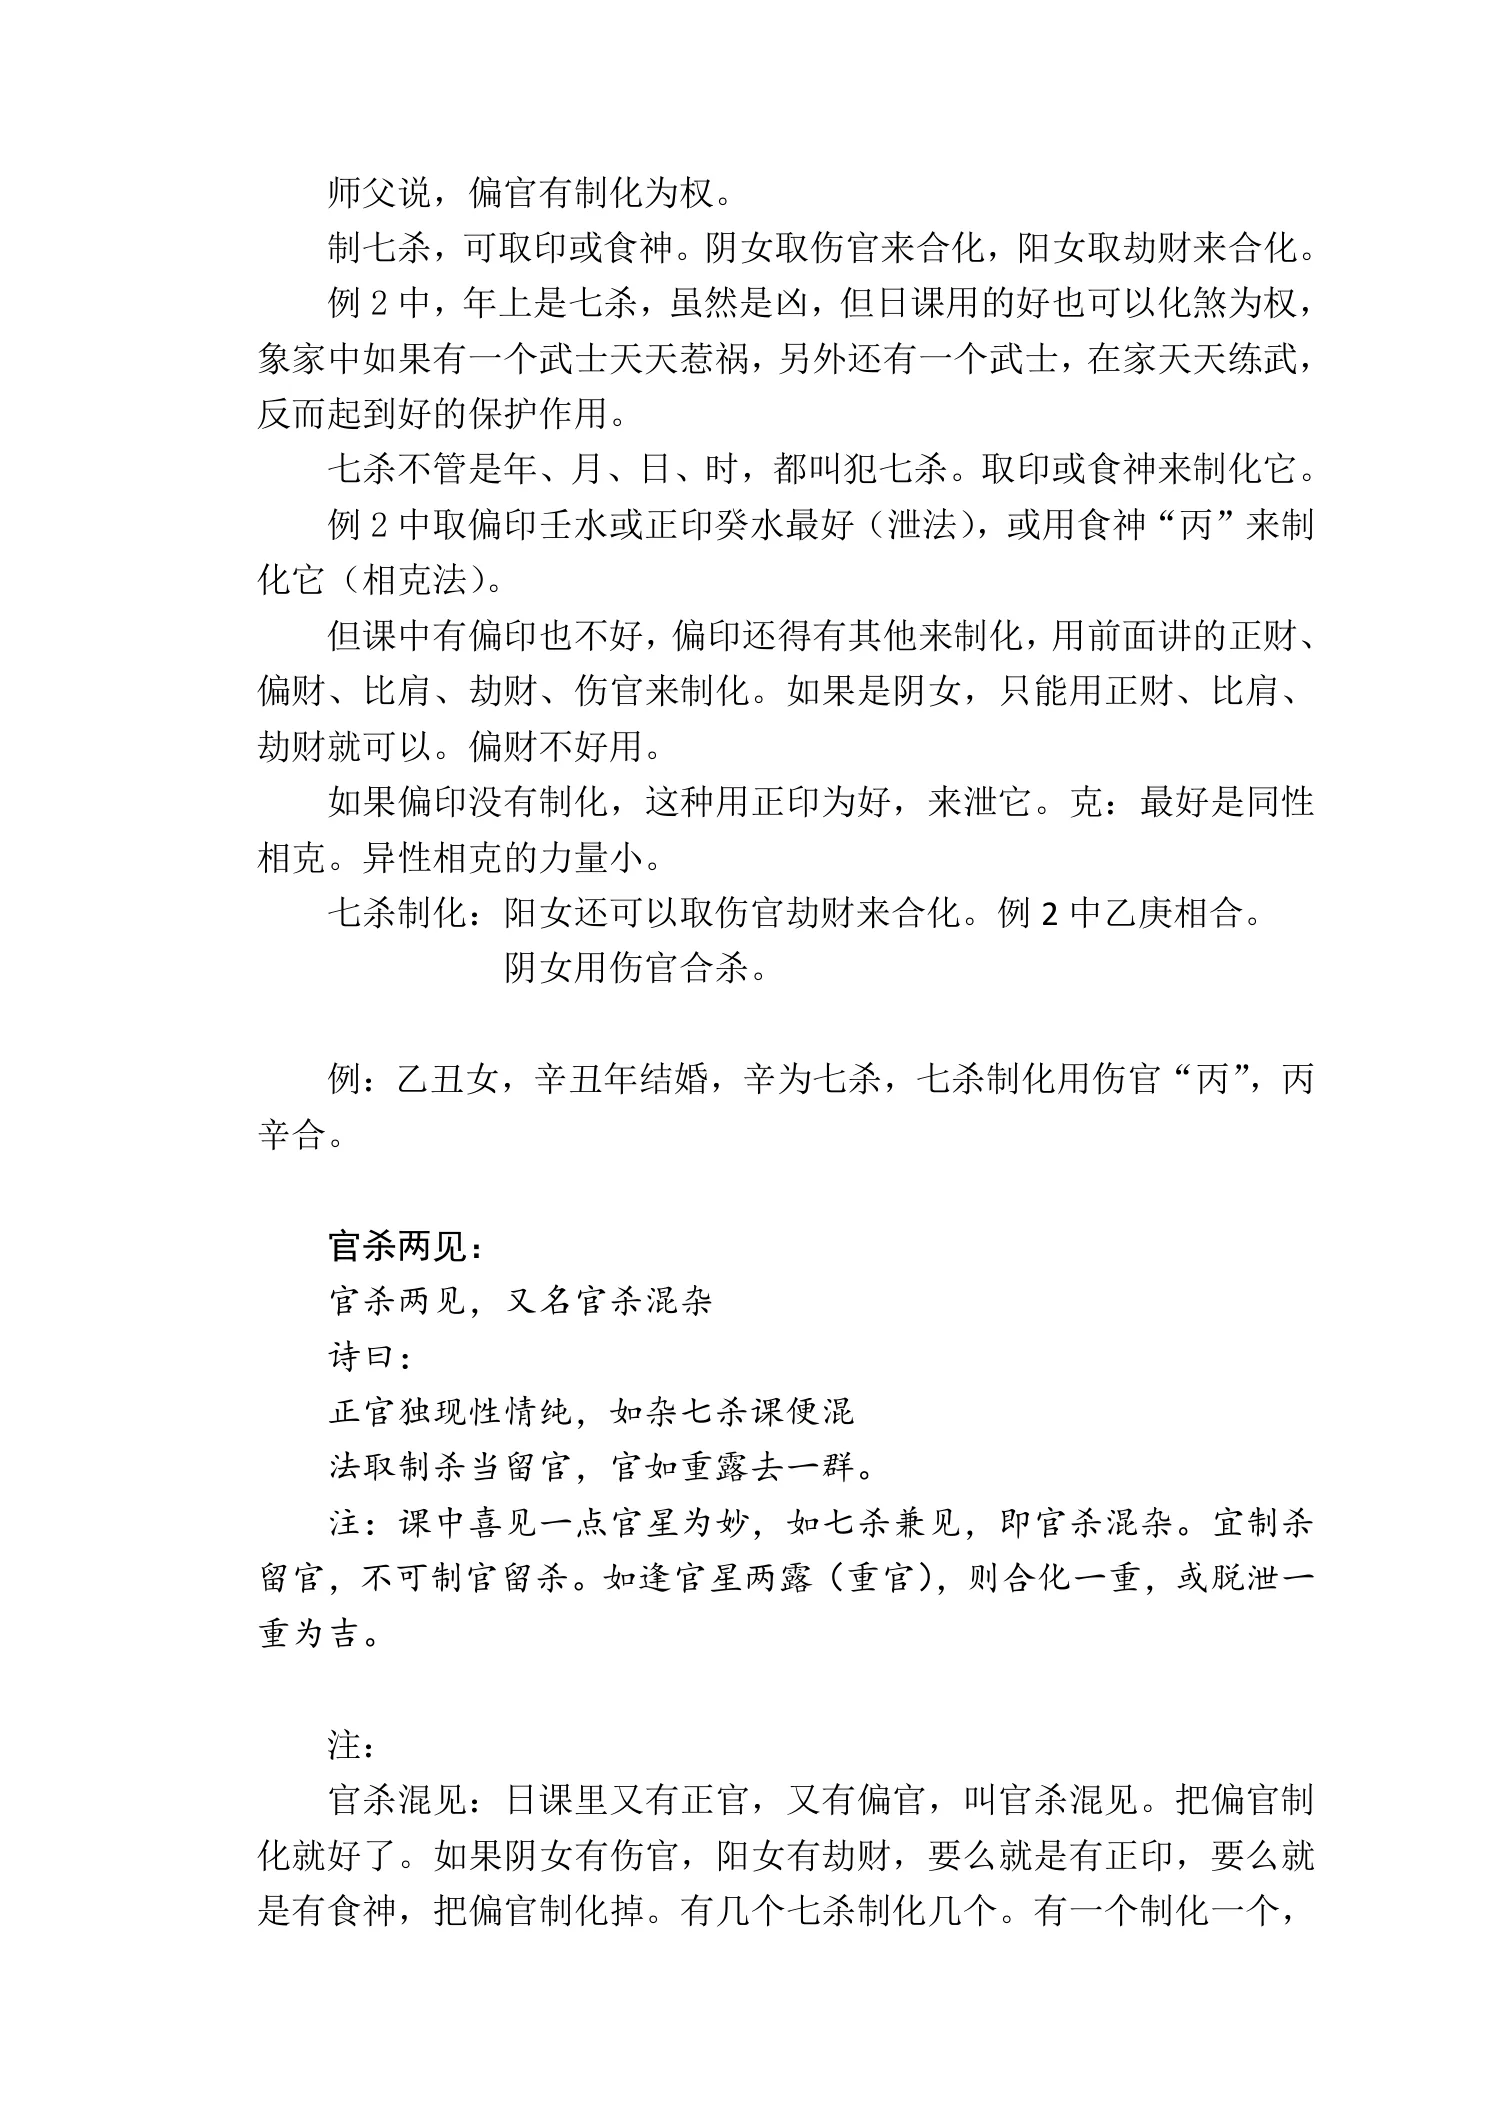 师父说，偏官有制化为权。
制七杀，可取印或食神。阴女取伤官来合化，阳女取劫财来合化。
例 2 中，年上是七杀，虽然是凶，但日课用的好也可以化煞为权，
象家中如果有一个武士天天惹祸，另外还有一个武士，在家天天练武，
反而起到好的保护作用。
七杀不管是年、月、日、时，都叫犯七杀。取印或食神来制化它。
例 2 中取偏印壬水或正印癸水最好（泄法），或用食神“丙”来制
化它（相克法）。
但课中有偏印也不好，偏印还得有其他来制化，用前面讲的正财、
偏财、比肩、劫财、伤官来制化。如果是阴女，只能用正财、比肩、
劫财就可以。偏财不好用。
如果偏印没有制化，这种用正印为好，来泄它。克：最好是同性
相克。异性相克的力量小。
七杀制化：阳女还可以取伤官劫财来合化。例 2 中乙庚相合。
阴女用伤官合杀。
例：乙丑女，辛丑年结婚，辛为七杀，七杀制化用伤官“丙”，丙
辛合。
官杀两见：
官杀两见，又名官杀混杂
诗曰：
正官独现性情纯，如杂七杀课便混
法取制杀当留官，官如重露去一群。
注：课中喜见一点官星为妙，如七杀兼见，即官杀混杂。宜制杀
留官，不可制官留杀。如逢官星两露（重官），则合化一重，或脱泄一
重为吉。
注：
官杀混见：日课里又有正官，又有偏官，叫官杀混见。把偏官制
化就好了。如果阴女有伤官，阳女有劫财，要么就是有正印，要么就
是有食神，把偏官制化掉。有几个七杀制化几个。有一个制化一个，